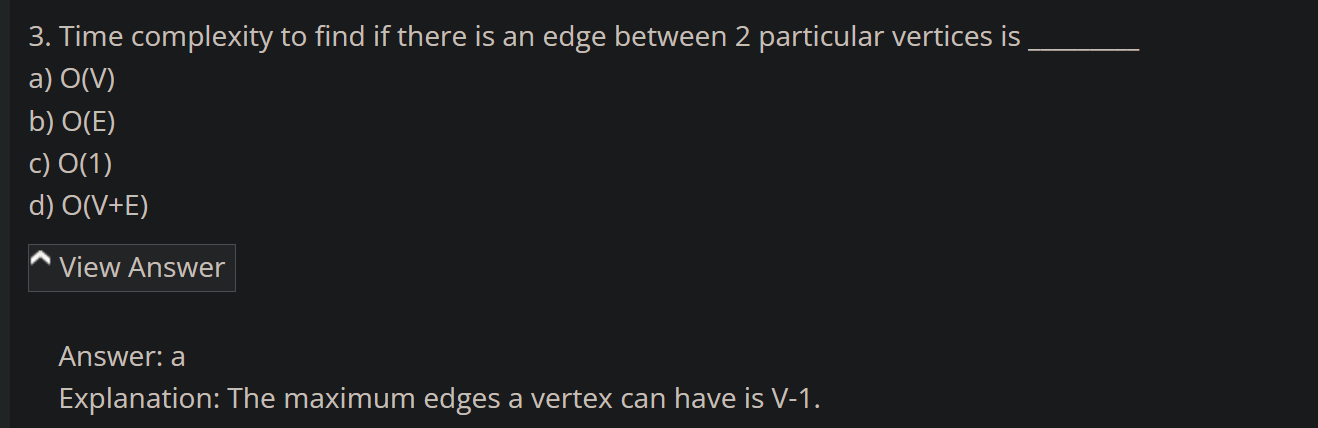 3. Time complexity to find if there is an edge between 2 particular vertices is _________
a) O(V)
b) O(E)
c) O(1)
d) O(V+E)
View Answer
Answer: a
Explanation: The maximum edges a vertex can have is V-1.